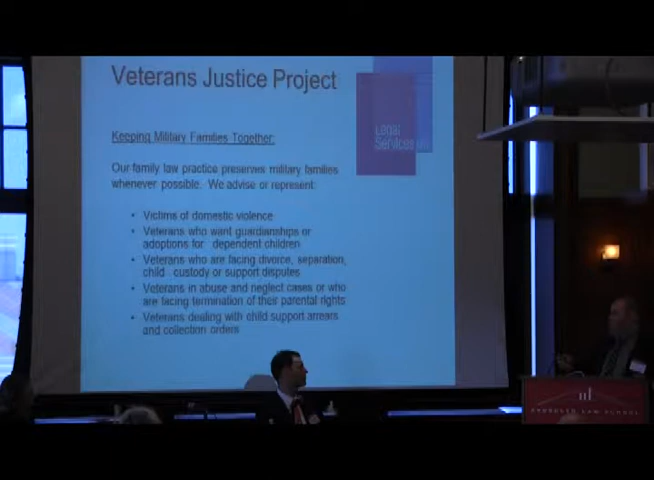 Veterans Justice Project
Legal
Services
Keeping Military Families Together:
Our family law practice preserves military families
whenever possible. We advise or represent:
• Victims of domestic violence
• Veterans who want guardianships or
adoptions for dependent children
• Veterans who are facing divorce, separation,
child custody or support disputes
• Veterans in abuse and neglect cases or who
are facing termination of their parental rights
• Veterans dealing with child support arrears
and collection orders
LAW SCHOOL